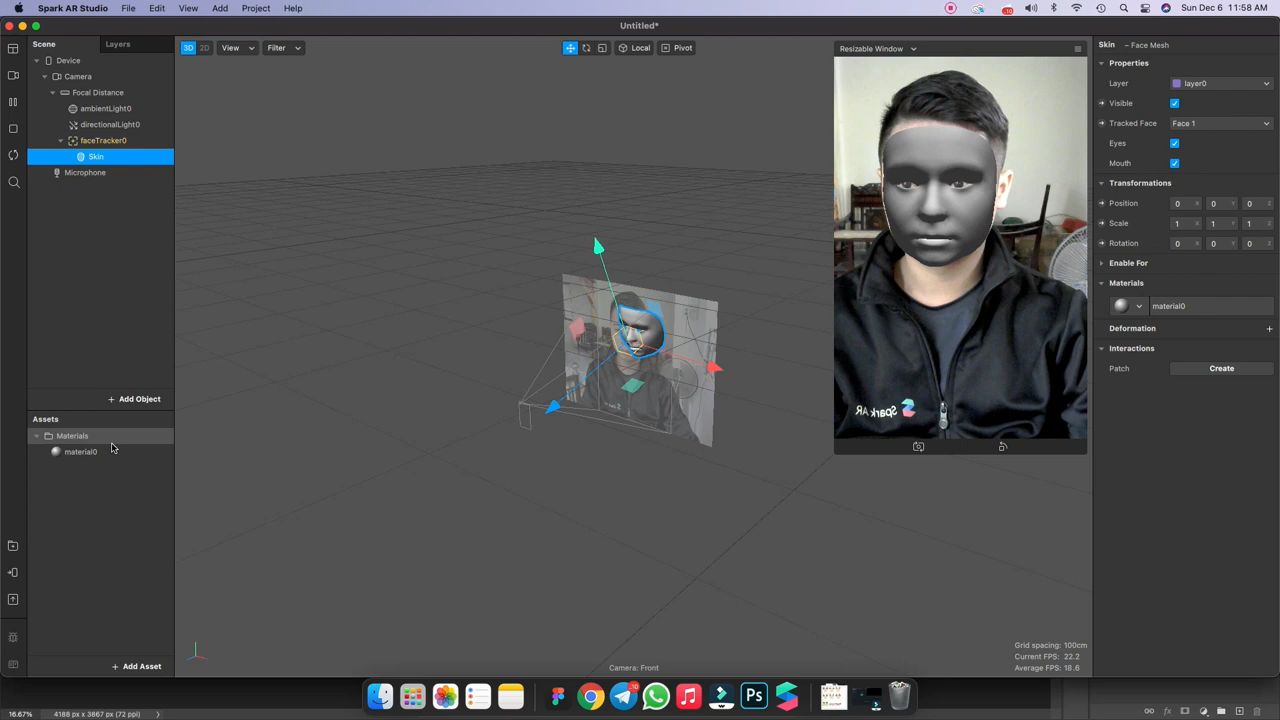 Spark AR Studio File Edit View Add Project Help
10
Sun Dec 6 11:58 AM
Untitled*
Scene Layers
Device
Camera
Focal Distance
ambientLight0
directionalLight0
faceTracker0
Skin
Microphone
+ Add Object
Assets
Materials
material0
+ Add Asset
3D 2D View Filter
Local Pivot
Resizable Window
Spark AR
Grid spacing: 100cm
Current FPS: 22.2
Average FPS: 18.6
Camera: Front
Skin – Face Mesh
Properties
Layer layer0
Visible
Tracked Face Face 1
Eyes
Mouth
Transformations
Position 0 X 0 Y 0 Z
Scale 1 X 1 Y 1 Z
Rotation 0 X 0 Y 0 Z
Enable For
Materials
material0
Deformation +
Interactions
Patch Create
Ps
16.67% 4188 px x 3867 px (72 ppi)
fx